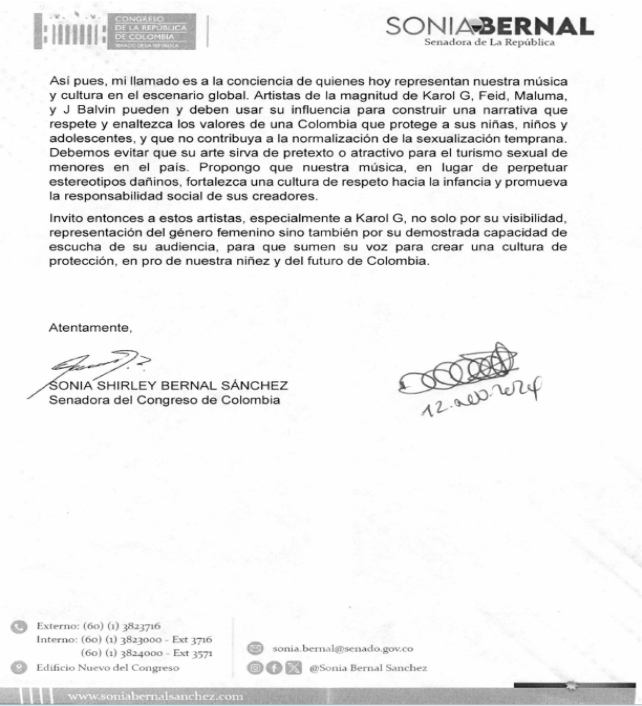 CONGRESO
DE LA REPÚBLICA
DE COLOMBIA
SENADO DE LA REPÚBLICA
SONIA BERNAL
Senadora de La República
Así pues, mi llamado es a la conciencia de quienes hoy representan nuestra música
y cultura en el escenario global. Artistas de la magnitud de Karol G, Feid, Maluma,
y J Balvin pueden y deben usar su influencia para construir una narrativa que
respete y enaltezca los valores de una Colombia que protege a sus niñas, niños y
adolescentes, y que no contribuya a la normalización de la sexualización temprana.
Debemos evitar que su arte sirva de pretexto o atractivo para el turismo sexual de
menores en el país. Propongo que nuestra música, en lugar de perpetuar
estereotipos dañinos, fortalezca una cultura de respeto hacia la infancia y promueva
la responsabilidad social de sus creadores.
Invito entonces a estos artistas, especialmente a Karol G, no solo por su visibilidad,
representación del género femenino sino también por su demostrada capacidad de
escucha de su audiencia, para que sumen su voz para crear una cultura de
protección, en pro de nuestra niñez y del futuro de Colombia.
Atentamente,
SONIA SHIRLEY BERNAL SÁNCHEZ
Senadora del Congreso de Colombia
Externo: (60) (1) 3823716
Interno: (60) (1) 3823000 - Ext 3716
(60) (1) 3824000 - Ext 3571
Edificio Nuevo del Congreso
sonia.bernal@senado.gov.co
@Sonia Bernal Sanchez
www.soniabernalsanchez.com